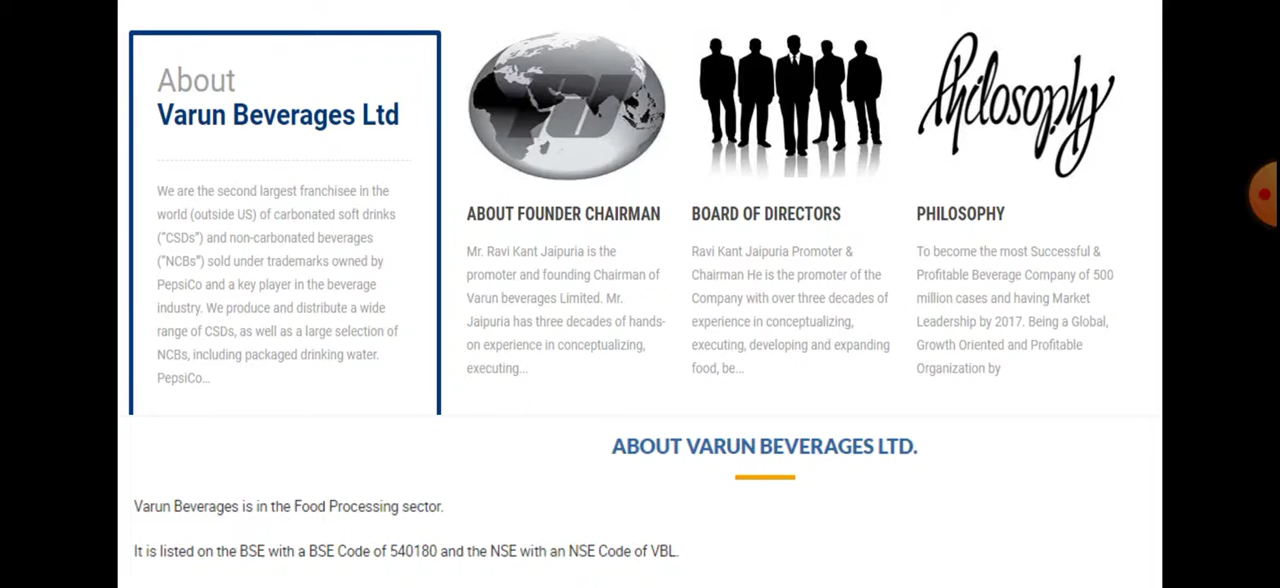 About
Varun Beverages Ltd
We are the second largest franchisee in the
world (outside US) of carbonated soft drinks
("CSDs") and non-carbonated beverages
("NCBs") sold under trademarks owned by
PepsiCo and a key player in the beverage
industry. We produce and distribute a wide
range of CSDs, as well as a large selection of
NCBs, including packaged drinking water.
PepsiCo...
ABOUT FOUNDER CHAIRMAN
Mr. Ravi Kant Jaipuria is the
promoter and founding Chairman of
Varun beverages Limited. Mr.
Jaipuria has three decades of hands-
on experience in conceptualizing,
executing...
BOARD OF DIRECTORS
Ravi Kant Jaipuria Promoter &
Chairman He is the promoter of the
Company with over three decades of
experience in conceptualizing,
executing, developing and expanding
food, be...
Philosophy
PHILOSOPHY
To become the most Successful &
Profitable Beverage Company of 500
million cases and having Market
Leadership by 2017. Being a Global,
Growth Oriented and Profitable
Organization by
ABOUT VARUN BEVERAGES LTD.
Varun Beverages is in the Food Processing sector.
It is listed on the BSE with a BSE Code of 540180 and the NSE with an NSE Code of VBL.